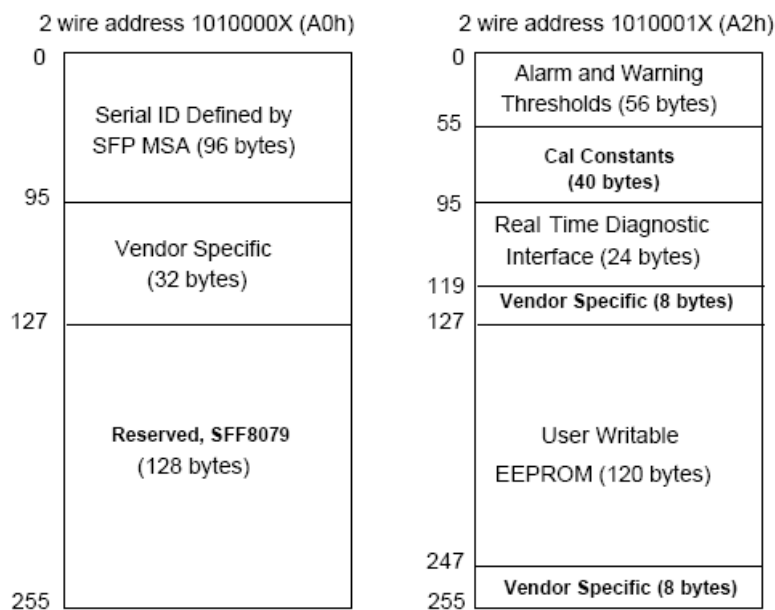 2 wire address 1010000X (A0h)
0
Serial ID Defined by
SFP MSA (96 bytes)
95
Vendor Specific
(32 bytes)
127
Reserved, SFF8079
(128 bytes)
255
2 wire address 1010001X (A2h)
0
Alarm and Warning
Thresholds (56 bytes)
55
Cal Constants
(40 bytes)
95
Real Time Diagnostic
Interface (24 bytes)
119
Vendor Specific (8 bytes)
127
User Writable
EEPROM (120 bytes)
247
Vendor Specific (8 bytes)
255